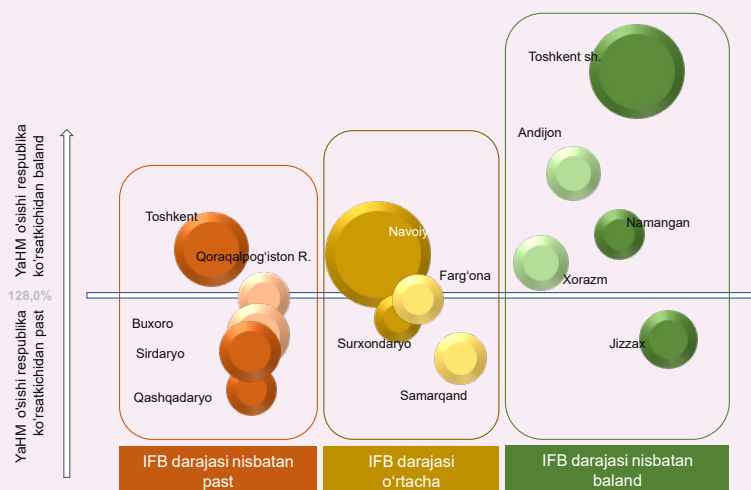 YaHM o‘sishi respublika
ko‘rsatkichidan baland
128,0%
YaHM o‘sishi respublika
ko‘rsatkichidan past
Toshkent
Qoraqalpog‘iston R.
Buxoro
Sirdaryo
Qashqadaryo
IFB darajasi nisbatan
past
Navoiy
Farg‘ona
Surxondaryo
Samarqand
IFB darajasi
o‘rtacha
Toshkent sh.
Andijon
Namangan
Xorazm
Jizzax
IFB darajasi nisbatan
baland